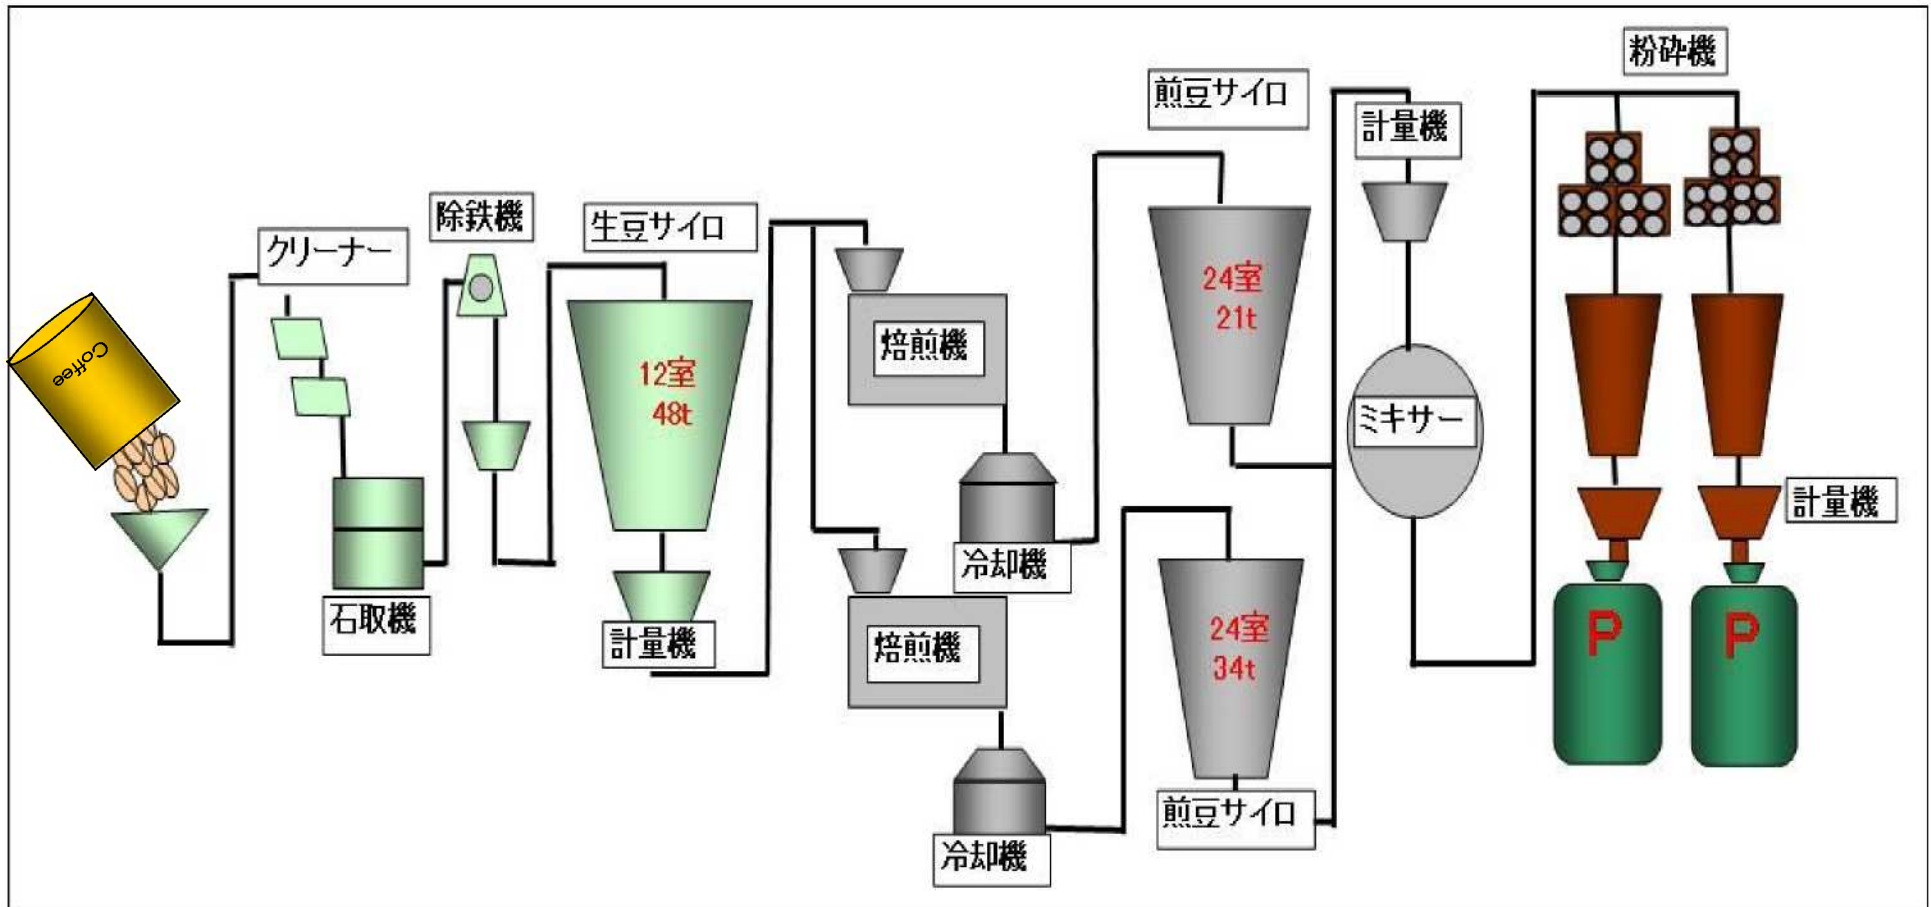 Coffee
クリーナー
石取機
除鉄機
生豆サイロ
12室
48t
計量機
焙煎機
冷却機
焙煎機
冷却機
煎豆サイロ
24室
21t
24室
34t
煎豆サイロ
計量機
ミキサー
粉砕機
計量機
P
P